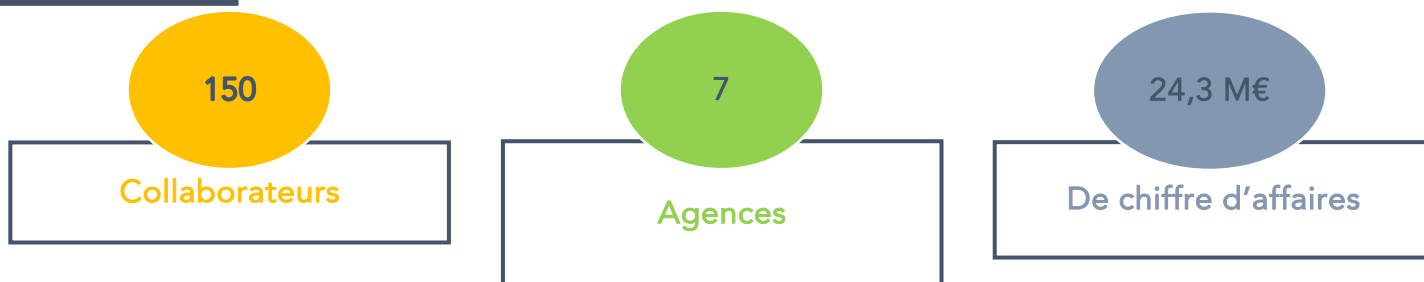 150
Collaborateurs
7
Agences
24,3 M€
De chiffre d’affaires